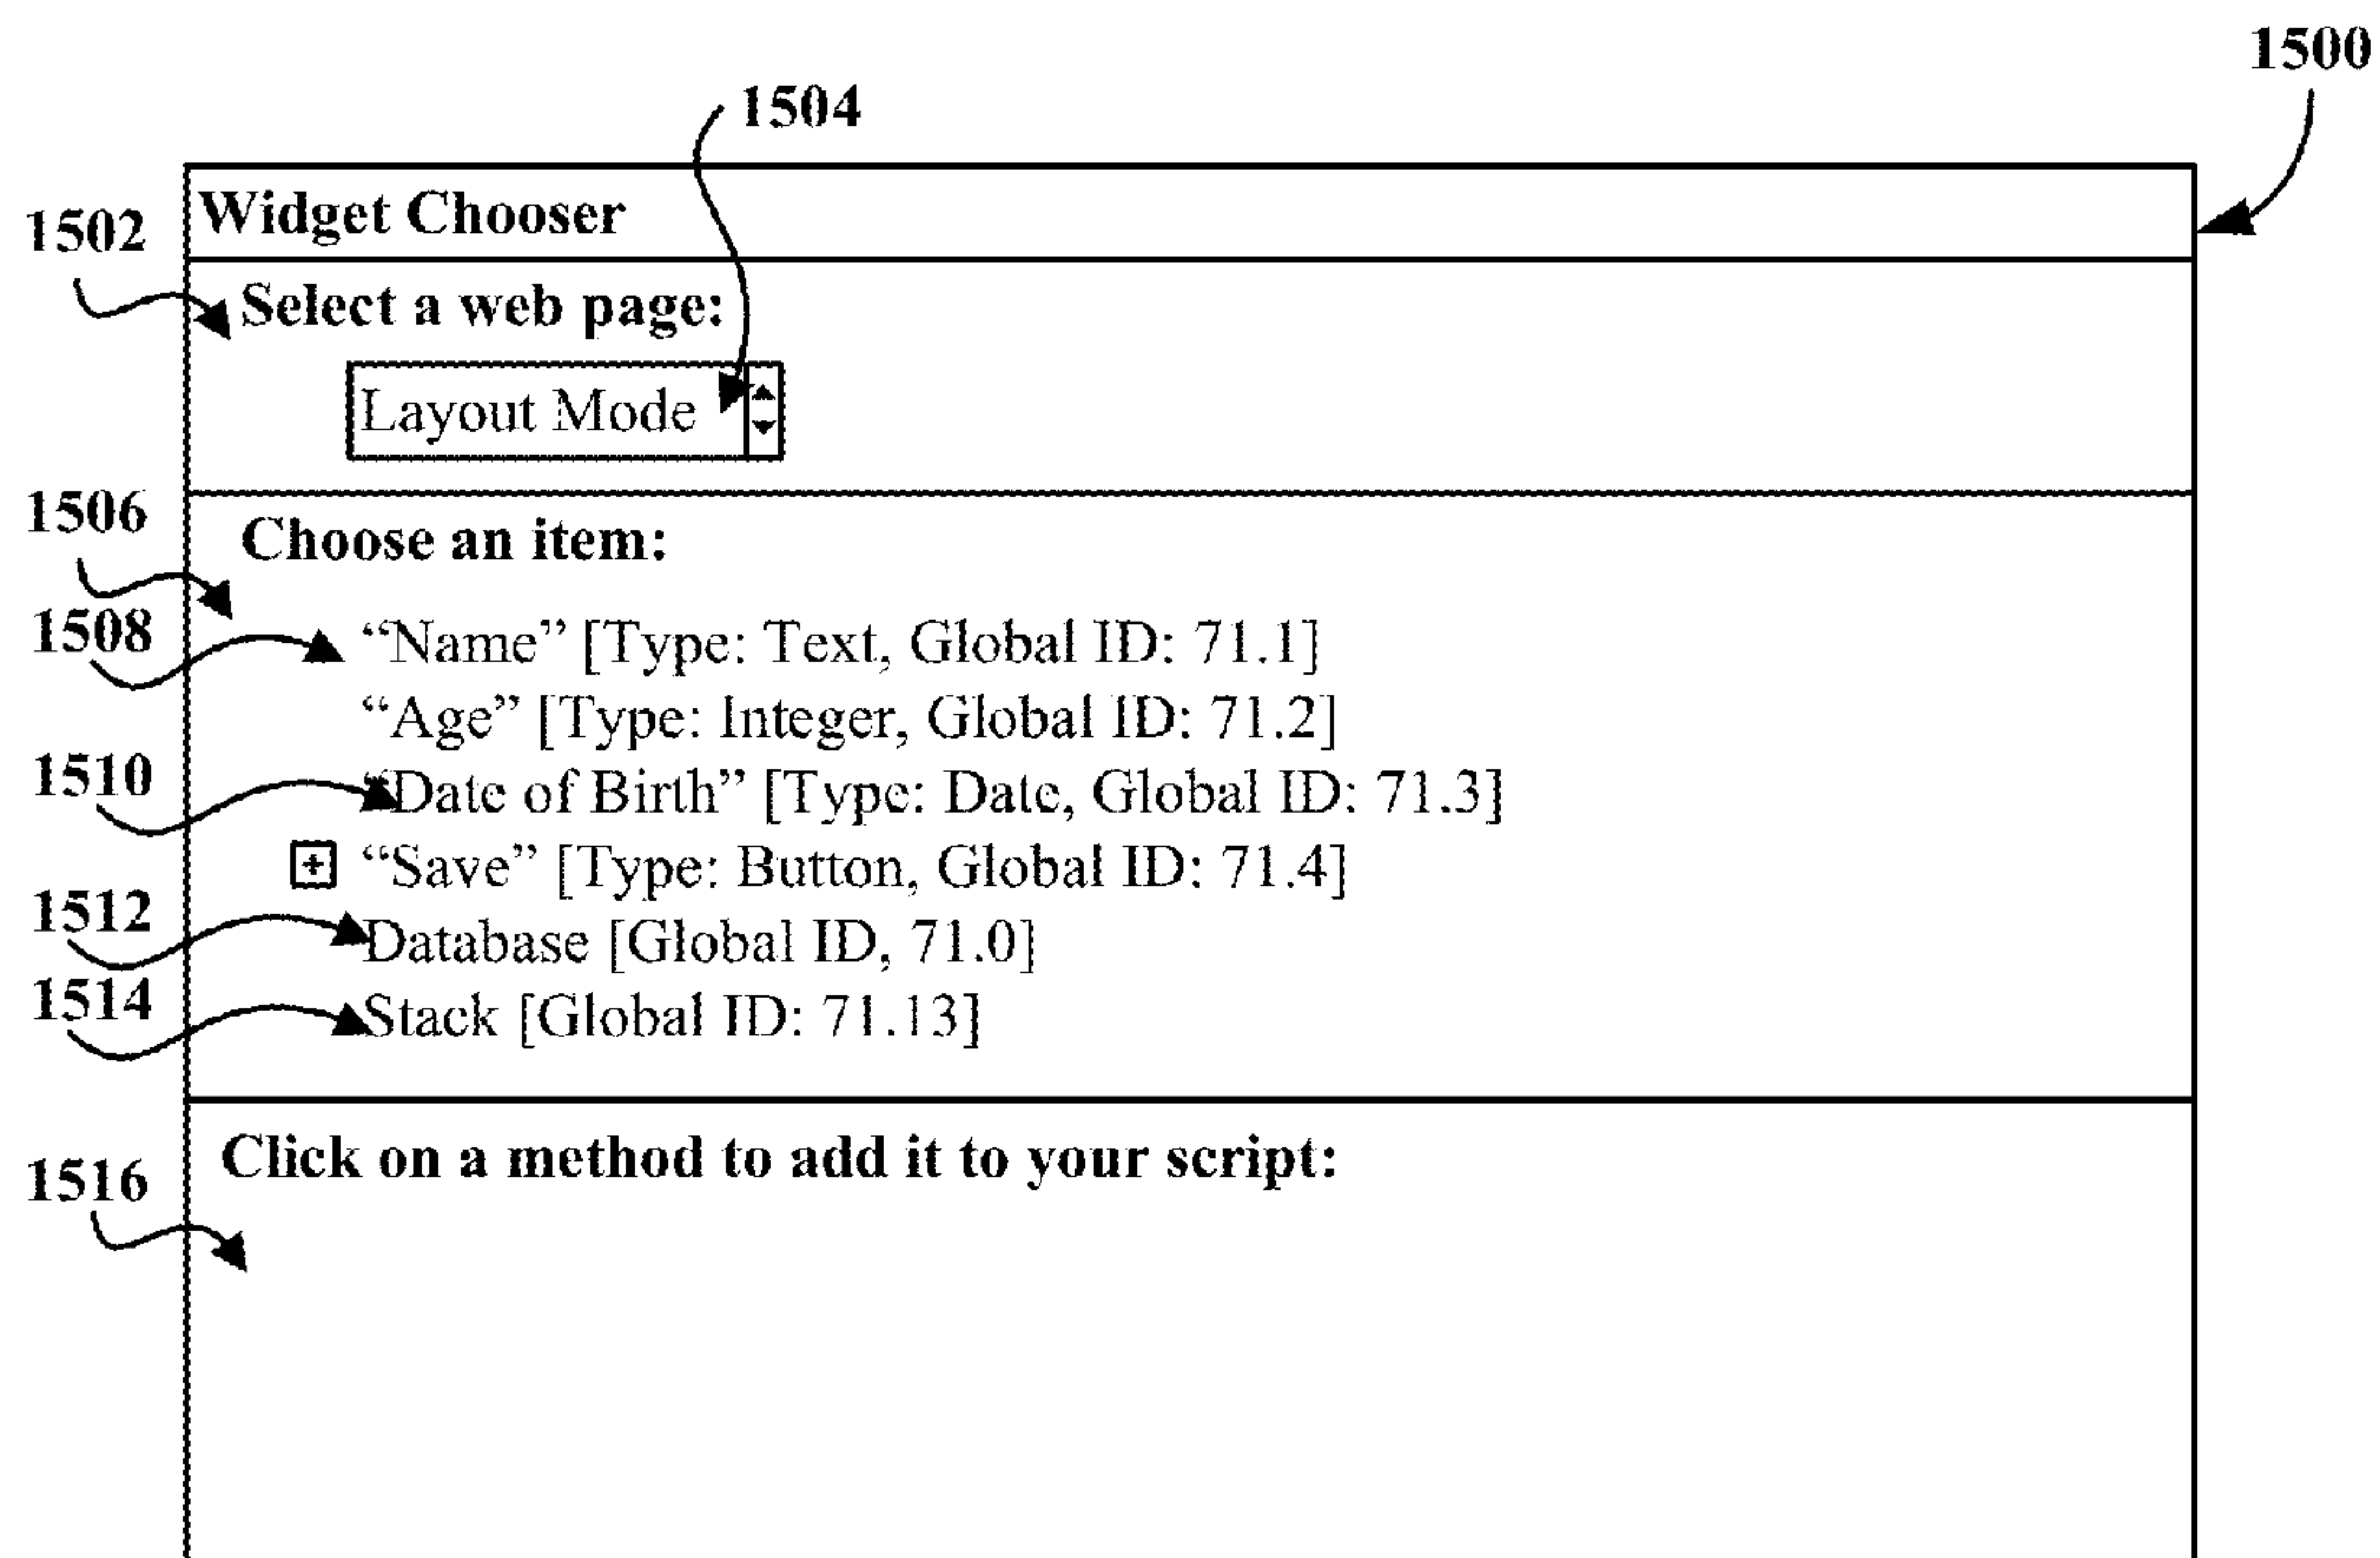 1500
1504
Widget Chooser
1502
Select a web page:
Layout Mode
1506
Choose an item:
1508
“Name” [Type: Text, Global ID: 71.1]
“Age” [Type: Integer, Global ID: 71.2]
1510
“Date of Birth” [Type: Date, Global ID: 71.3]
+ “Save” [Type: Button, Global ID: 71.4]
1512
Database [Global ID, 71.0]
1514
Stack [Global ID: 71.13]
Click on a method to add it to your script:
1516